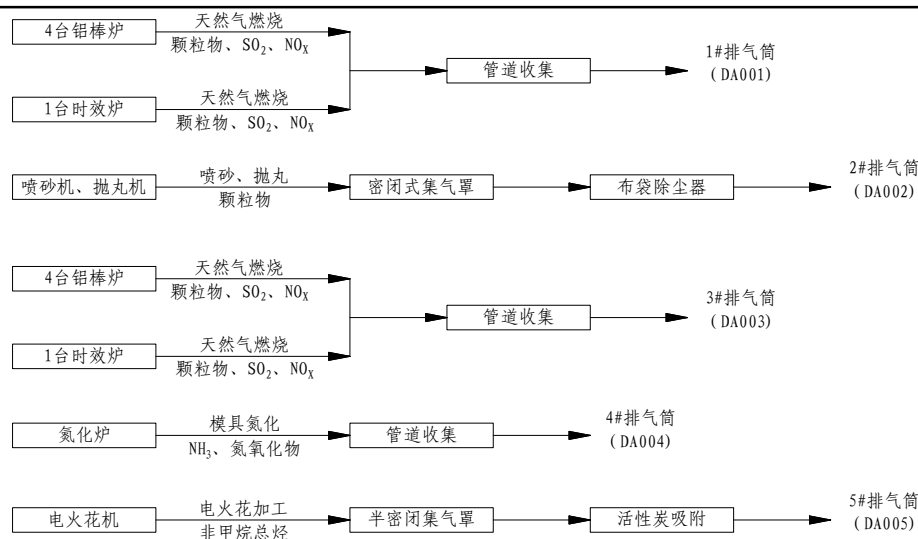 4台铝棒炉
天然气燃烧
颗粒物、SO₂、NOₓ
1台时效炉
天然气燃烧
颗粒物、SO₂、NOₓ
管道收集
1#排气筒
(DA001)
喷砂机、抛丸机
喷砂、抛丸
颗粒物
密闭式集气罩
布袋除尘器
2#排气筒
(DA002)
4台铝棒炉
天然气燃烧
颗粒物、SO₂、NOₓ
1台时效炉
天然气燃烧
颗粒物、SO₂、NOₓ
管道收集
3#排气筒
(DA003)
氮化炉
模具氮化
NH₃、氮氧化物
管道收集
4#排气筒
(DA004)
电火花机
电火花加工
非甲烷总烃
半密闭集气罩
活性炭吸附
5#排气筒
(DA005)